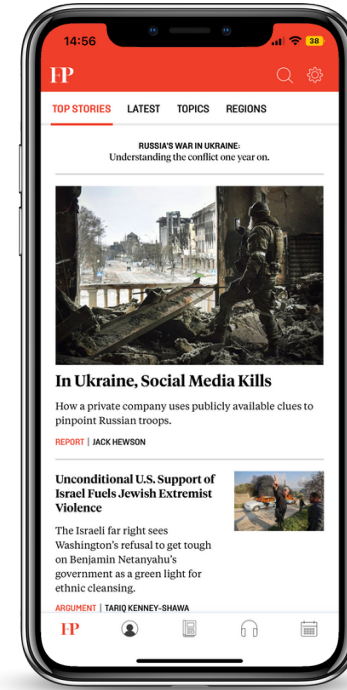 14:56
38
FP
TOP STORIES LATEST TOPICS REGIONS
RUSSIA'S WAR IN UKRAINE:
Understanding the conflict one year on.
In Ukraine, Social Media Kills
How a private company uses publicly available clues to
pinpoint Russian troops.
REPORT | JACK HEWSON
Unconditional U.S. Support of
Israel Fuels Jewish Extremist
Violence
The Israeli far right sees
Washington's refusal to get tough
on Benjamin Netanyahu's
government as a green light for
ethnic cleansing.
ARGUMENT | TARIQ KENNEY-SHAWA
FP